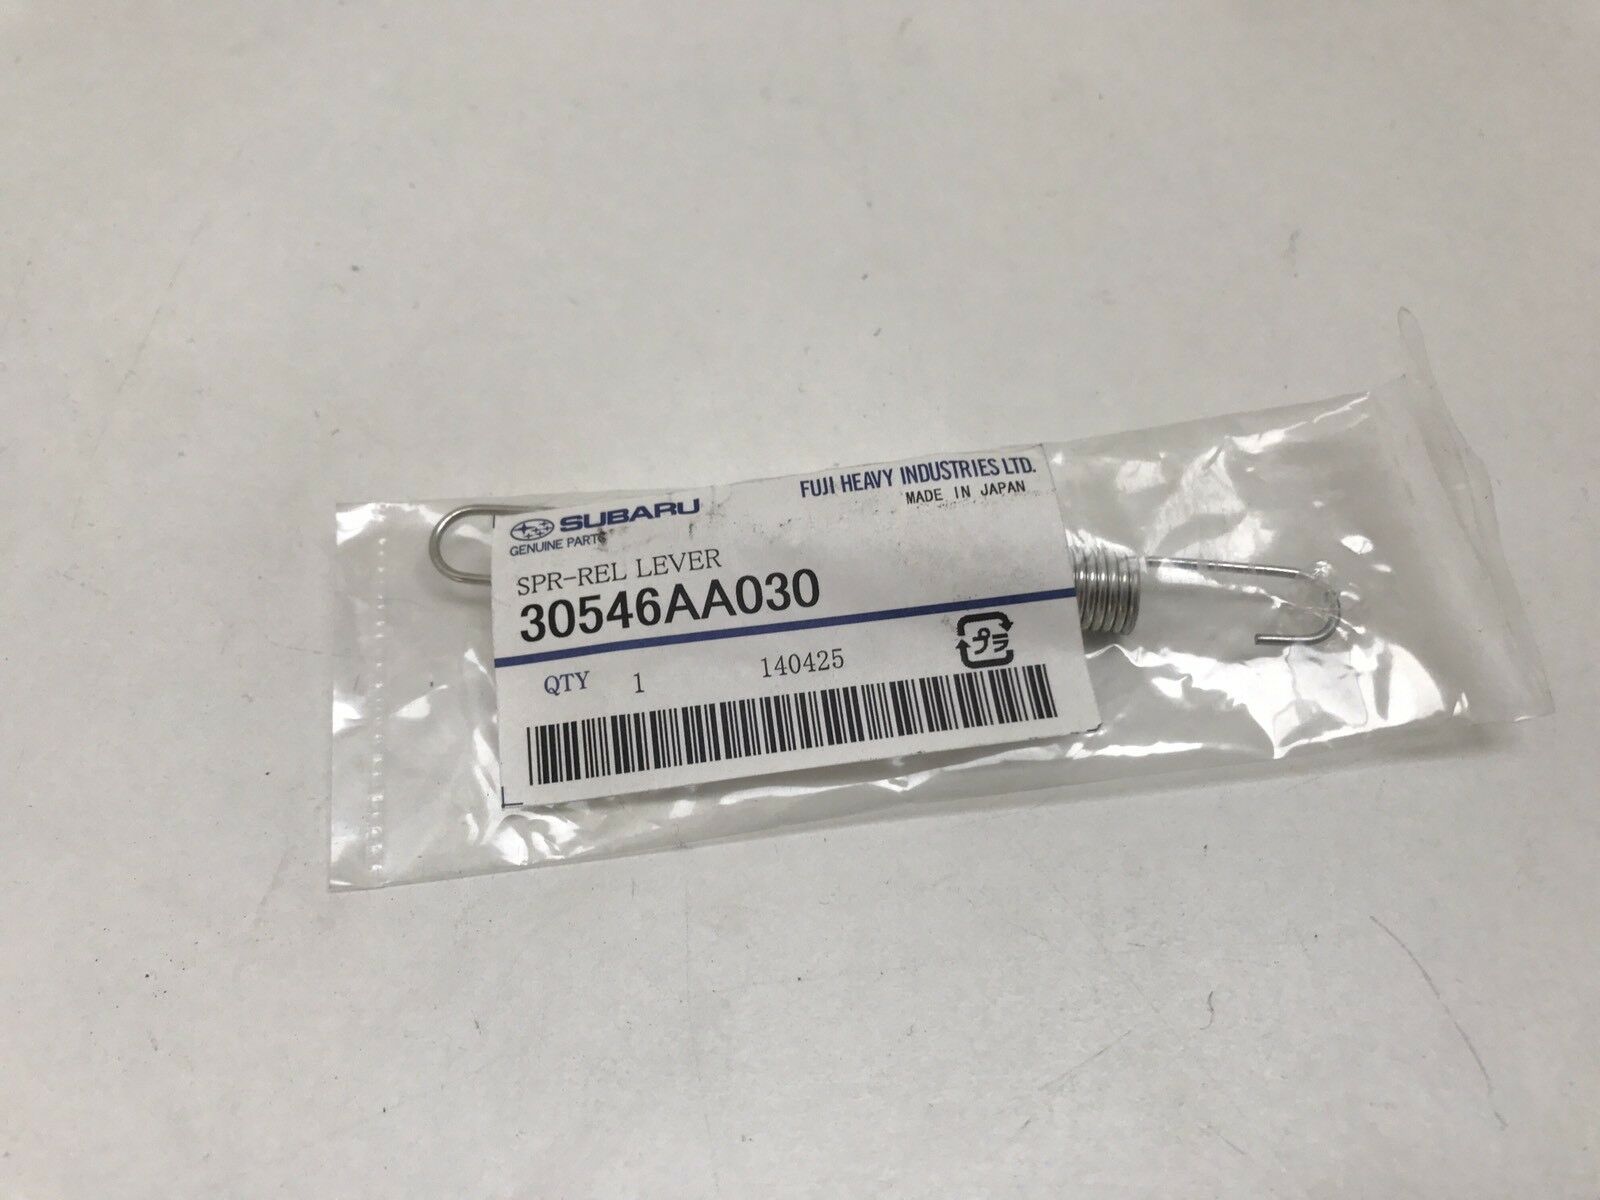 SUBARU
GENUINE PARTS
FUJI HEAVY INDUSTRIES LTD.
MADE IN JAPAN
SPR-REL LEVER
30546AA030
QTY 1 140425
プラ